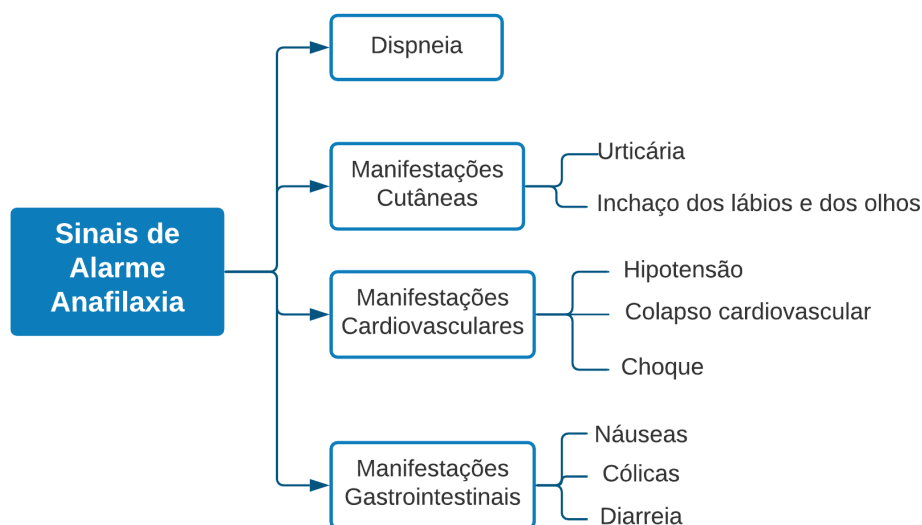 Dispneia
Manifestações
Cutâneas
Urticária
Inchaço dos lábios e dos olhos
Sinais de
Alarme
Anafilaxia
Manifestações
Cardiovasculares
Hipotensão
Colapso cardiovascular
Choque
Manifestações
Gastrointestinais
Náuseas
Cólicas
Diarreia